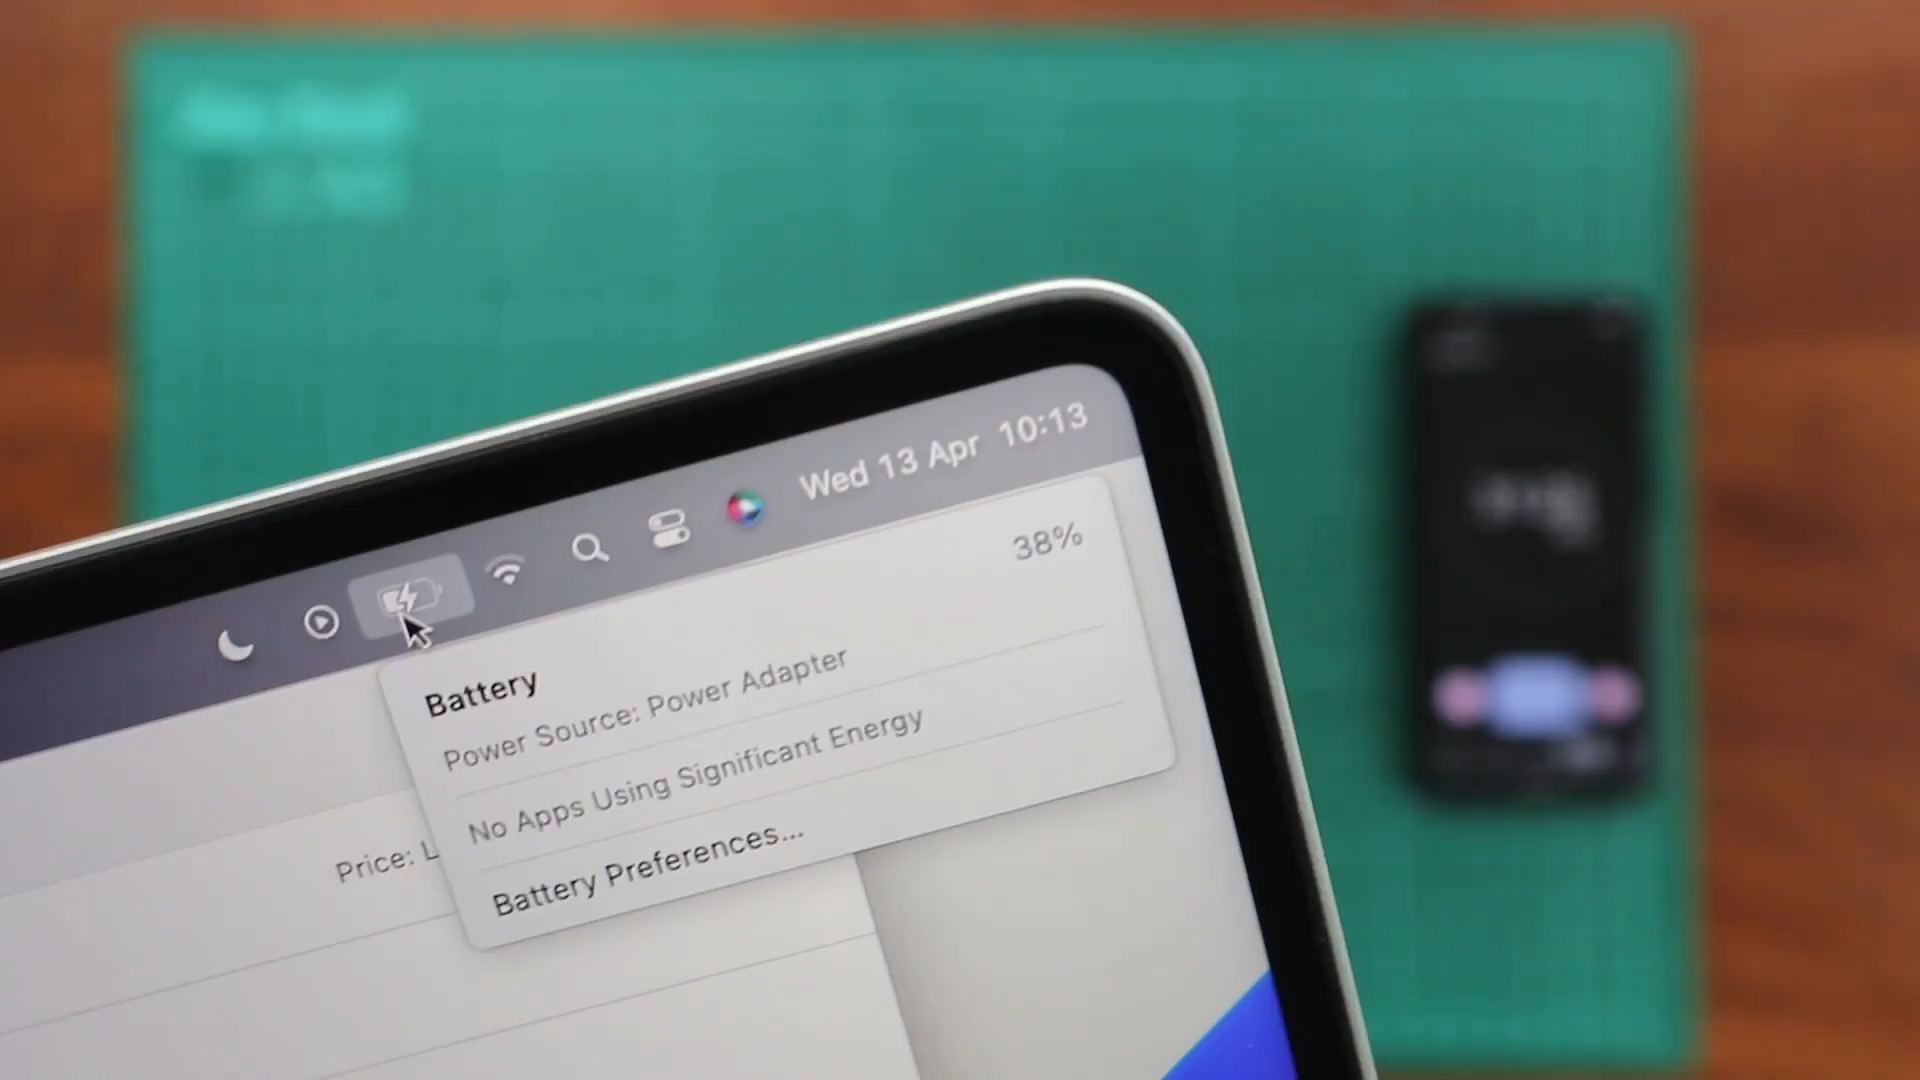 Wed 13 Apr 10:13
38%
Battery
Power Source: Power Adapter
No Apps Using Significant Energy
Battery Preferences...
Price: L